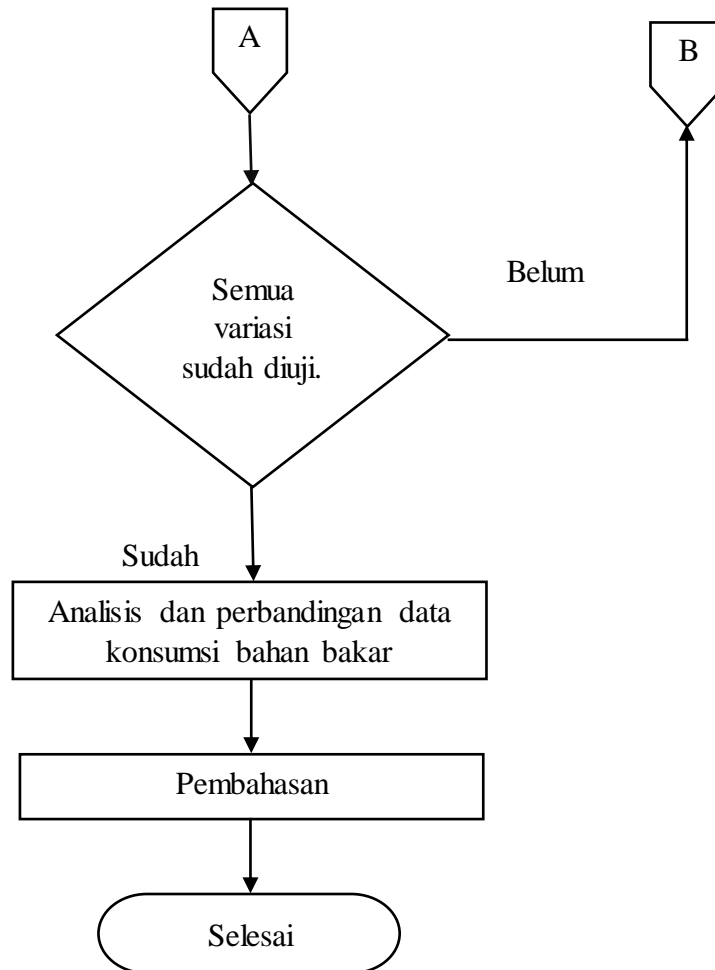 A
B
Belum
Semua
variasi
sudah diuji.
Sudah
Analisis dan perbandingan data
konsumsi bahan bakar
Pembahasan
Selesai